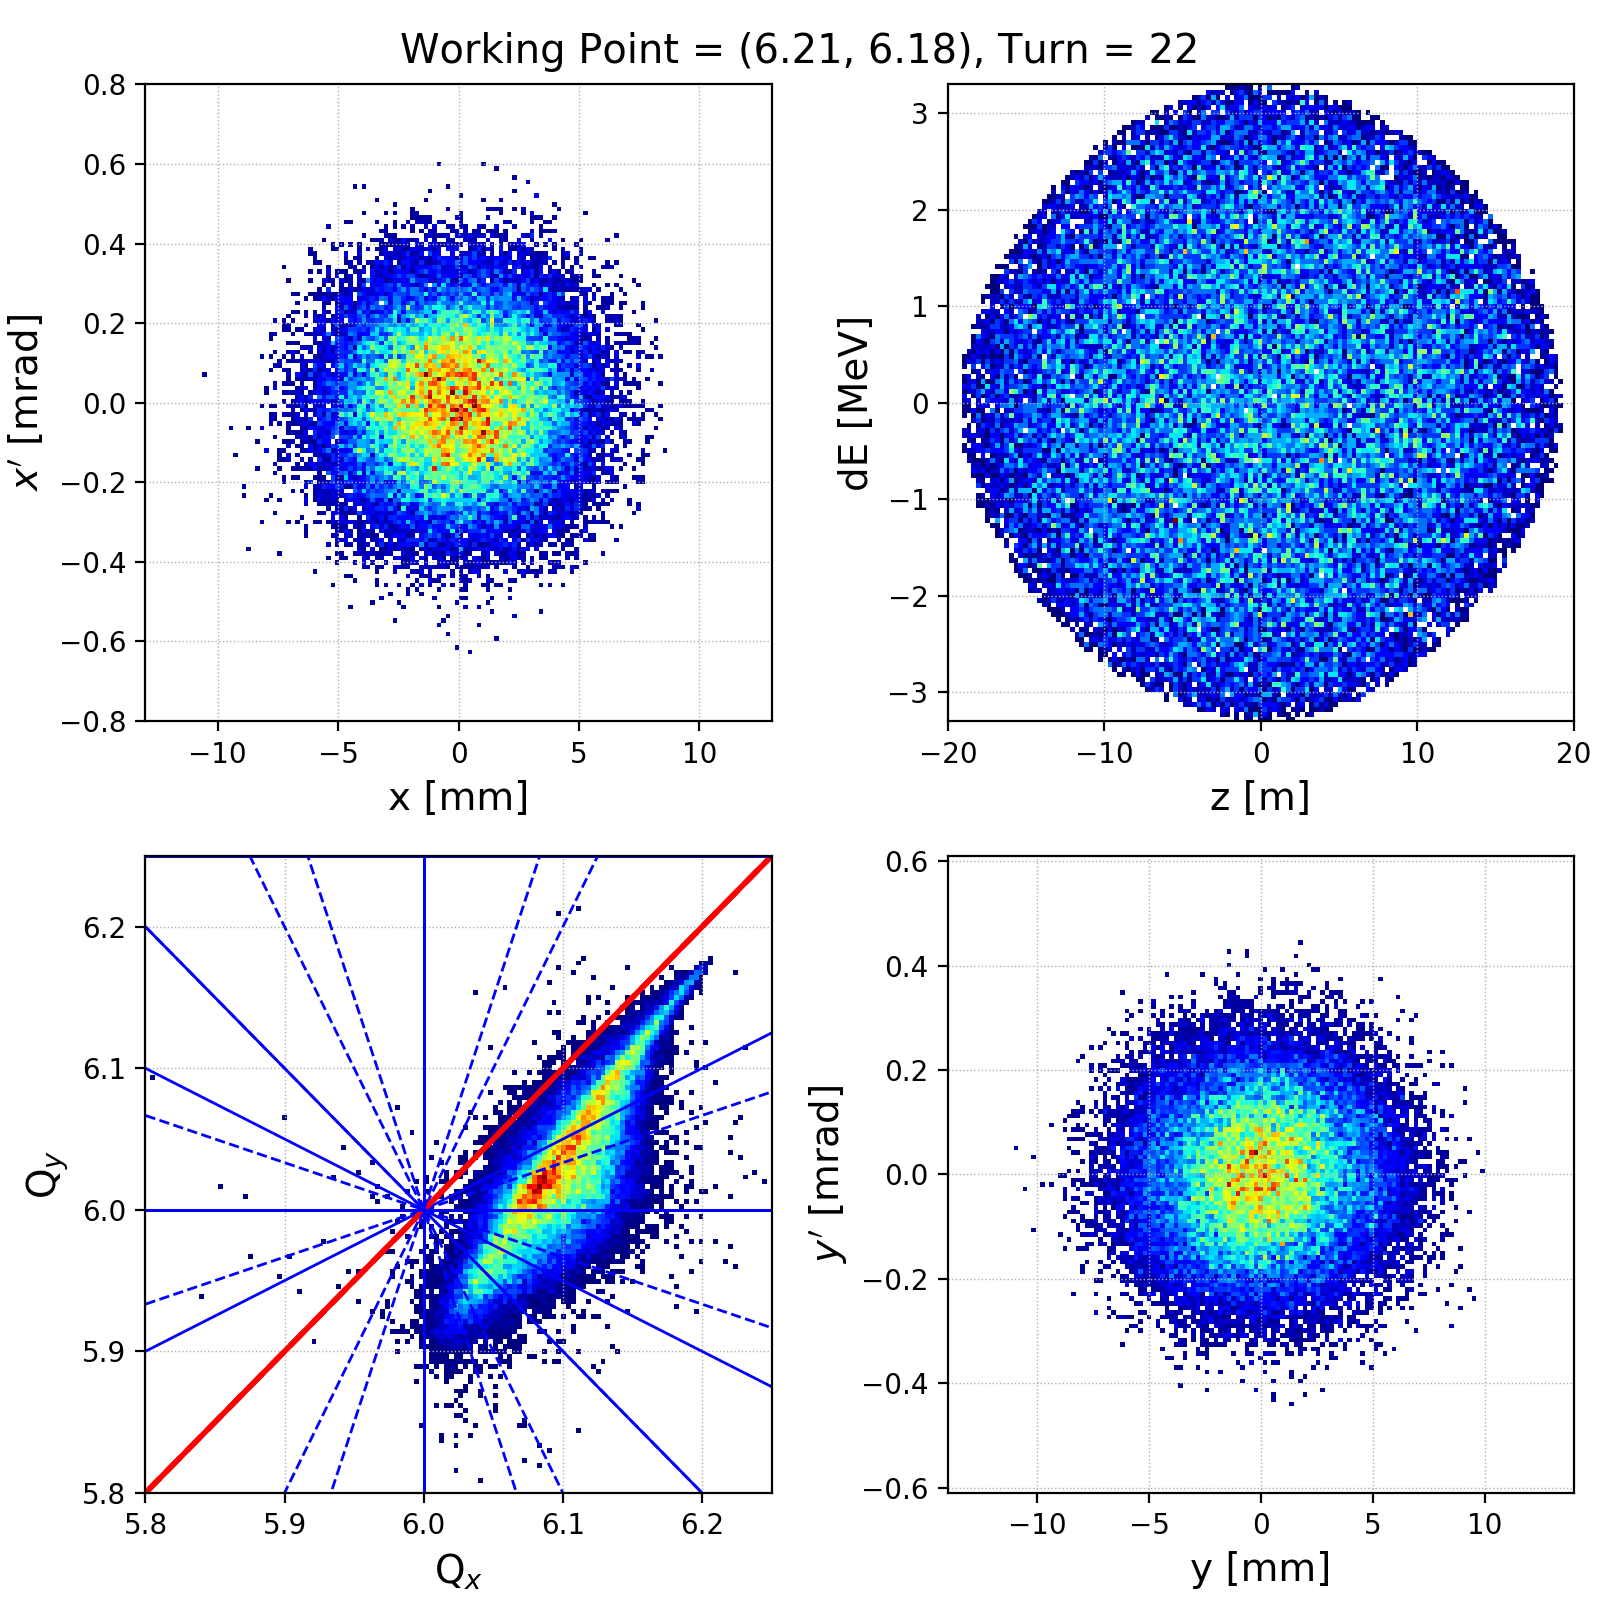 Working Point = (6.21, 6.18), Turn = 22
0.8
0.6
0.4
0.2
0.0
−0.2
−0.4
−0.6
−0.8
x′ [mrad]
−10 −5 0 5 10
x [mm]
3
2
1
0
−1
−2
−3
dE [MeV]
−20 −10 0 10 20
z [m]
6.2
6.1
6.0
5.9
5.8
Qy
5.8 5.9 6.0 6.1 6.2
Qx
0.6
0.4
0.2
0.0
−0.2
−0.4
−0.6
y′ [mrad]
−10 −5 0 5 10
y [mm]